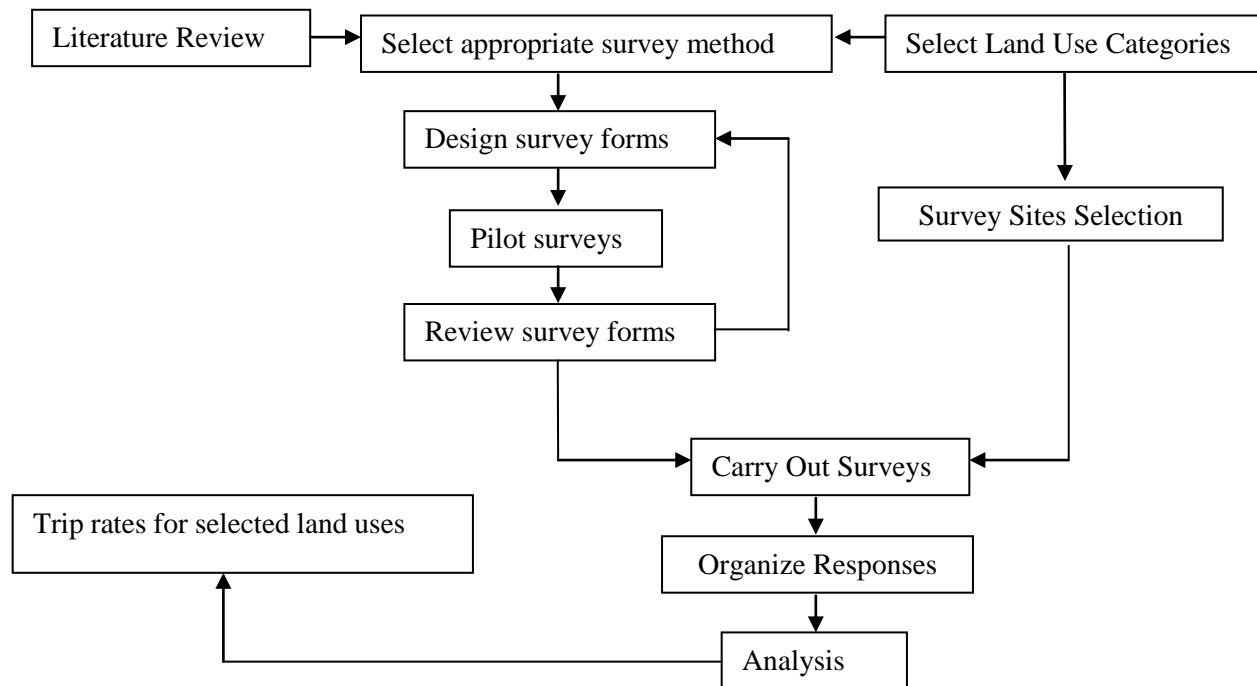 Literature Review
Select appropriate survey method
Select Land Use Categories
Design survey forms
Survey Sites Selection
Pilot surveys
Review survey forms
Carry Out Surveys
Trip rates for selected land uses
Organize Responses
Analysis